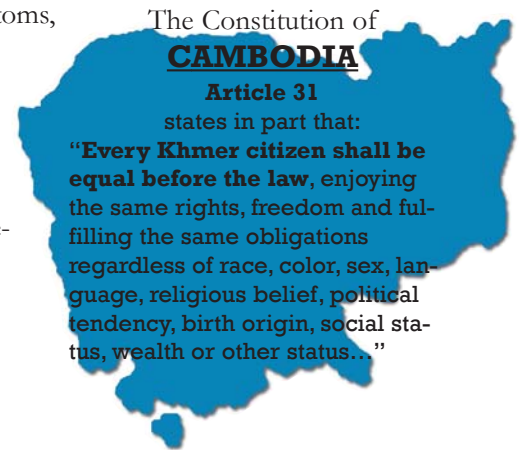 toms,
The Constitution of
CAMBODIA
Article 31
states in part that:
“Every Khmer citizen shall be
equal before the law, enjoying
the same rights, freedom and ful-
filling the same obligations
regardless of race, color, sex, lan-
guage, religious belief, political
tendency, birth origin, social sta-
tus, wealth or other status…”
-